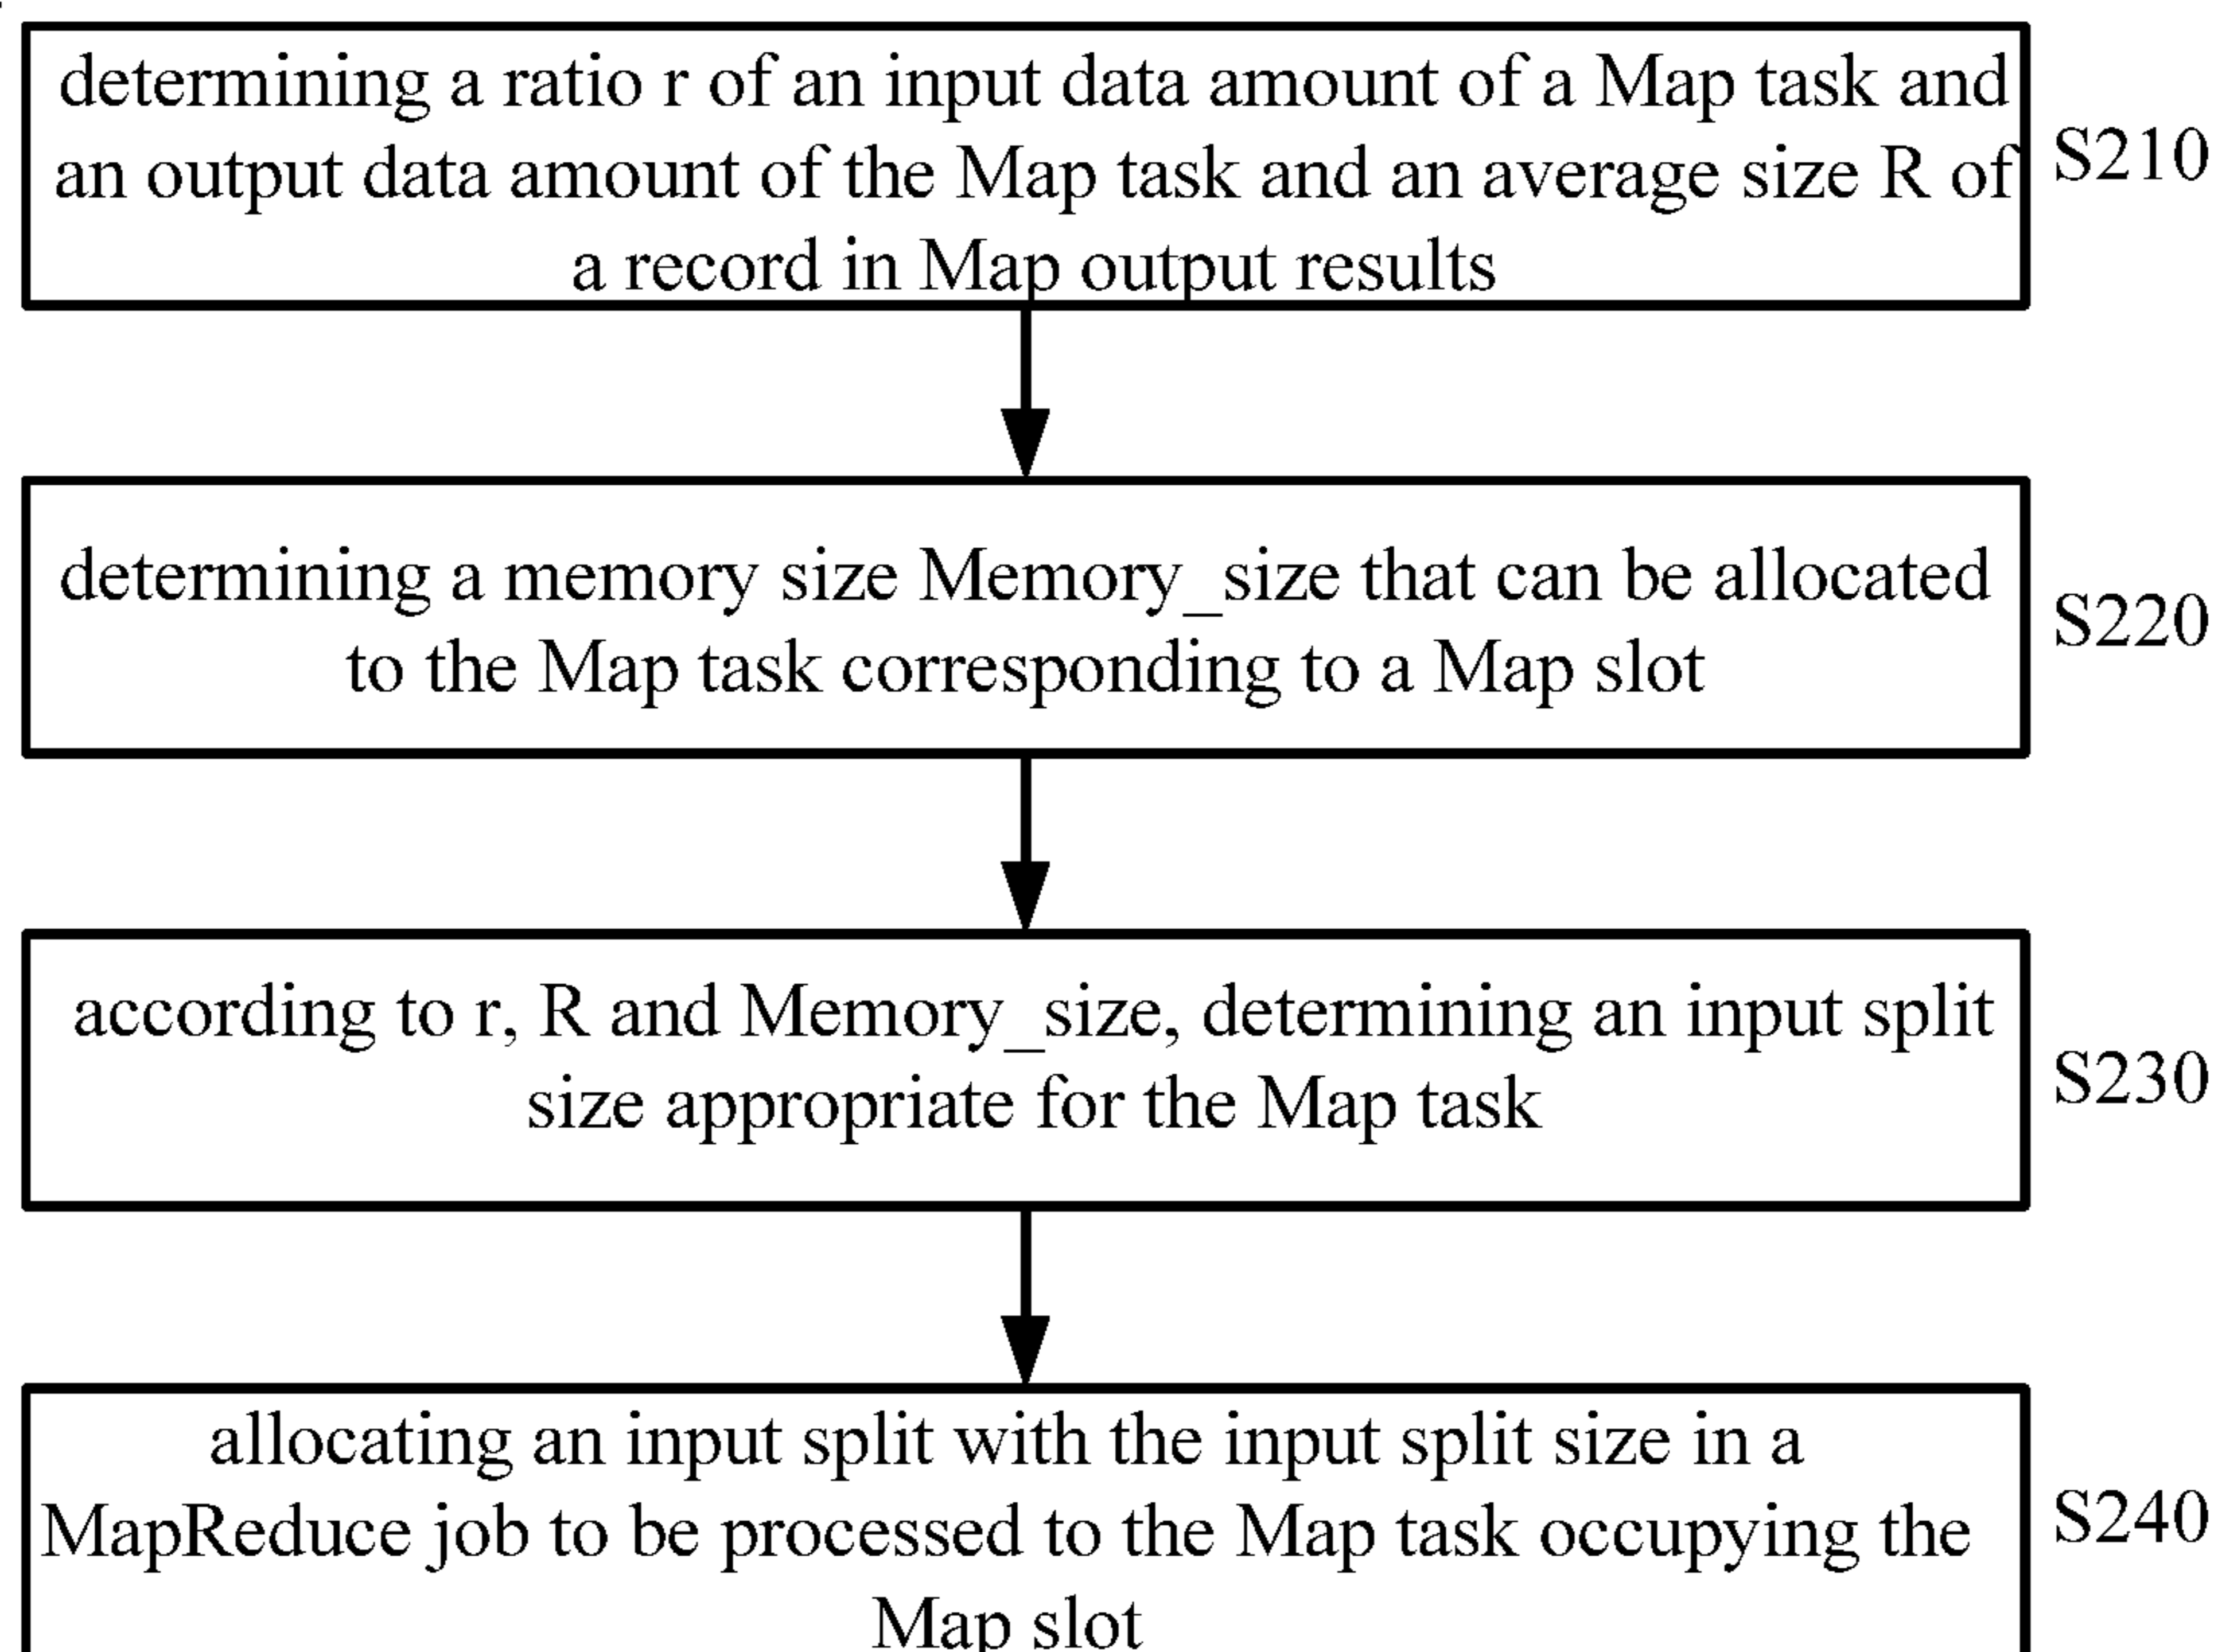 determining a ratio r of an input data amount of a Map task and
an output data amount of the Map task and an average size R of
a record in Map output results
S210
determining a memory size Memory_size that can be allocated
to the Map task corresponding to a Map slot
S220
according to r, R and Memory_size, determining an input split
size appropriate for the Map task
S230
allocating an input split with the input split size in a
MapReduce job to be processed to the Map task occupying the
Map slot
S240